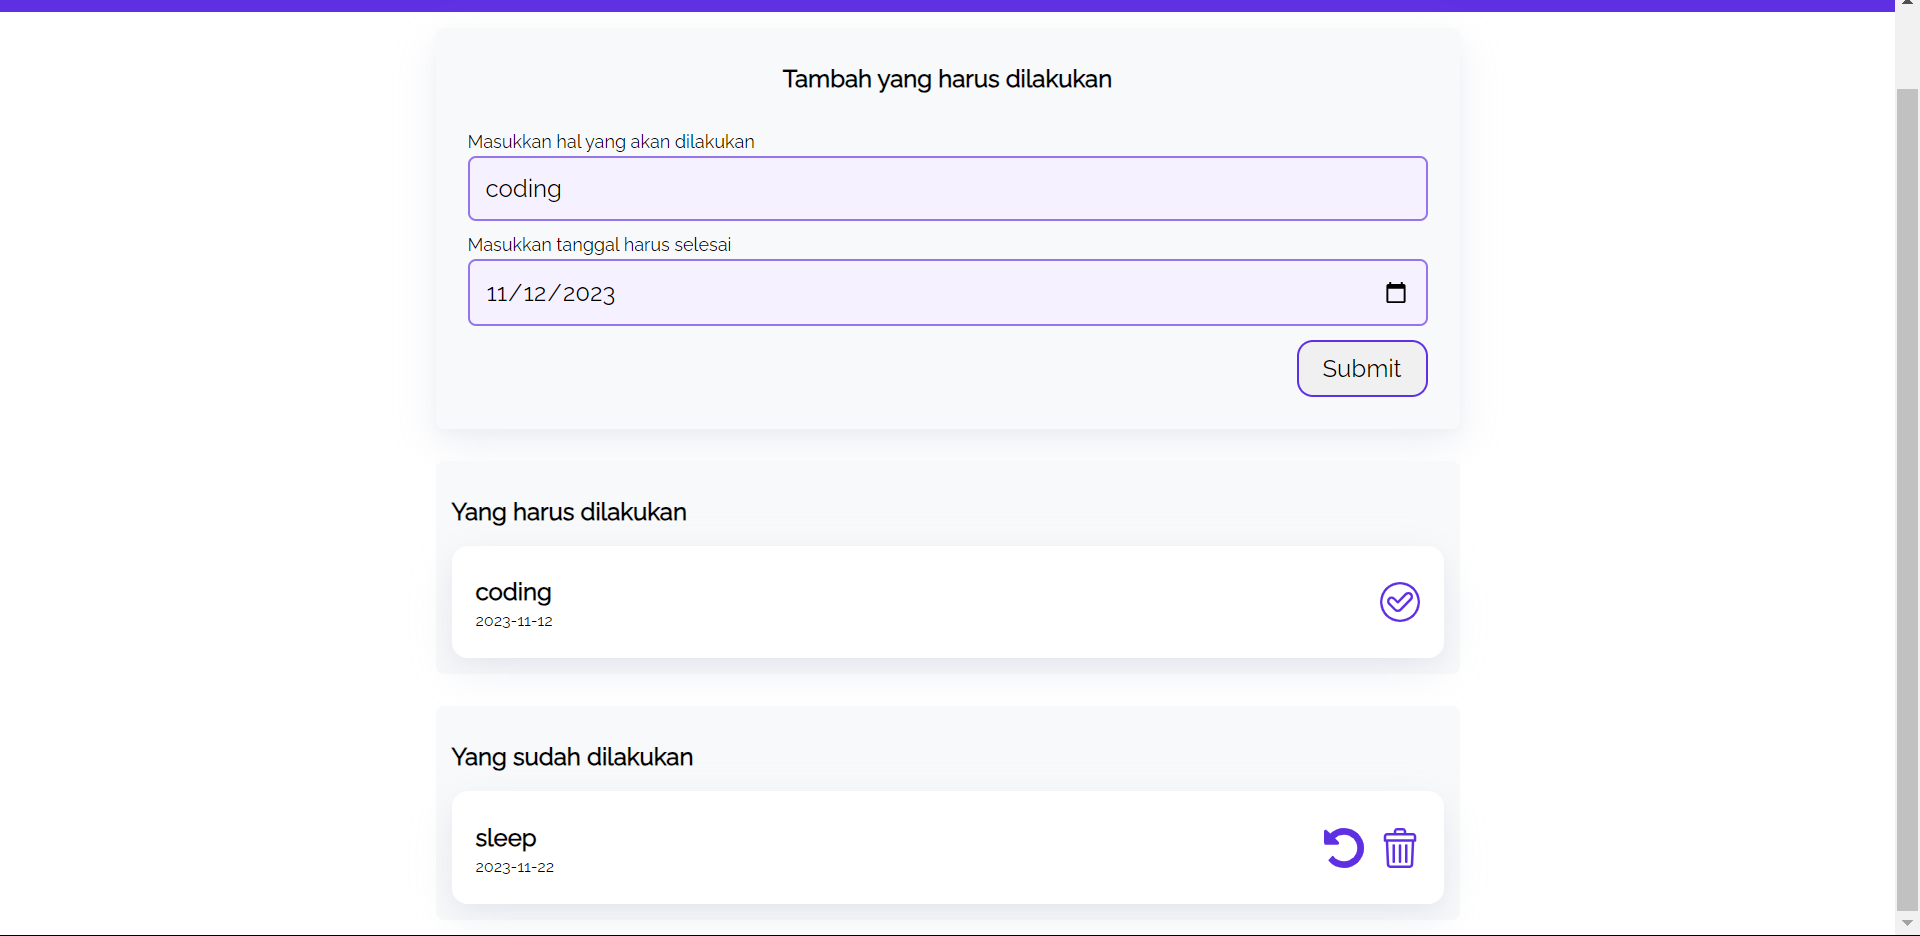 Tambah yang harus dilakukan
Masukkan hal yang akan dilakukan
coding
Masukkan tanggal harus selesai
11/12/2023
Submit
Yang harus dilakukan
coding
2023-11-12
Yang sudah dilakukan
sleep
2023-11-22